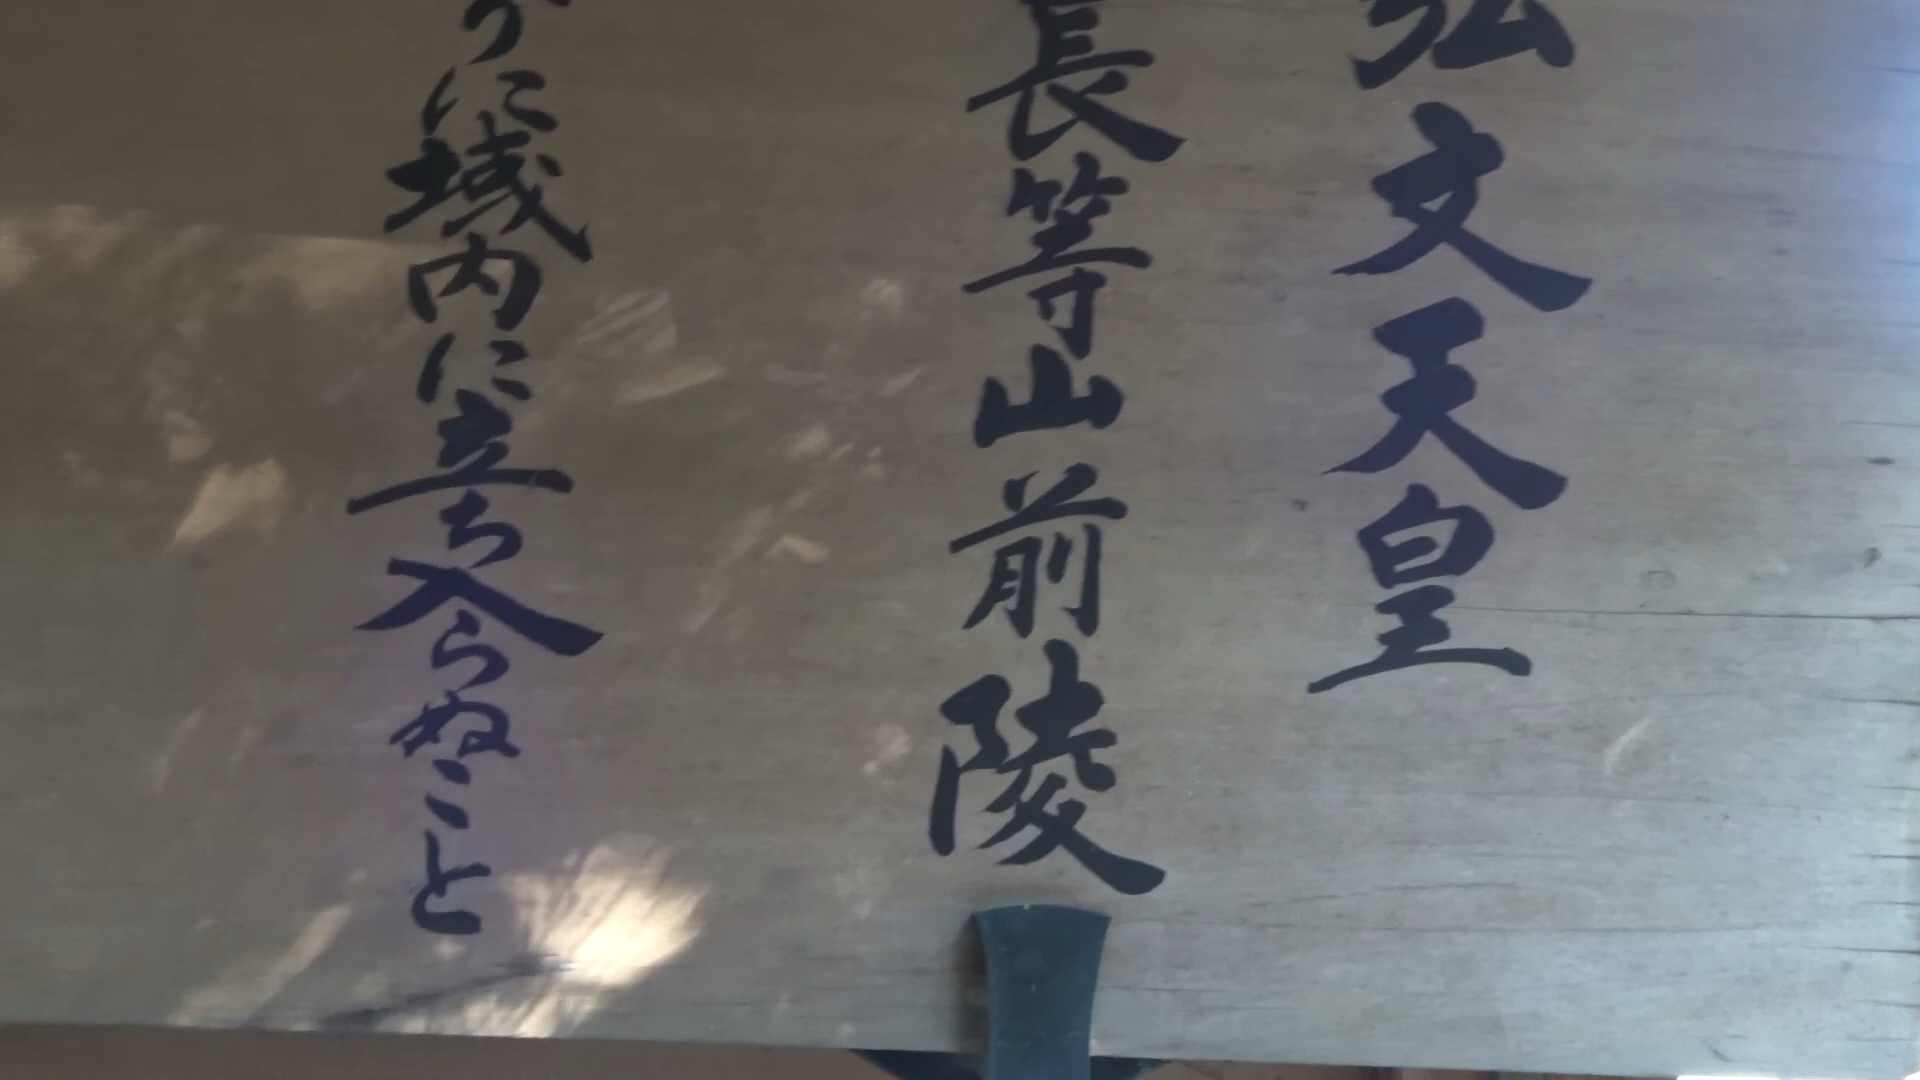 弘文天皇
長等山前陵
に域内に立ち入らぬこと